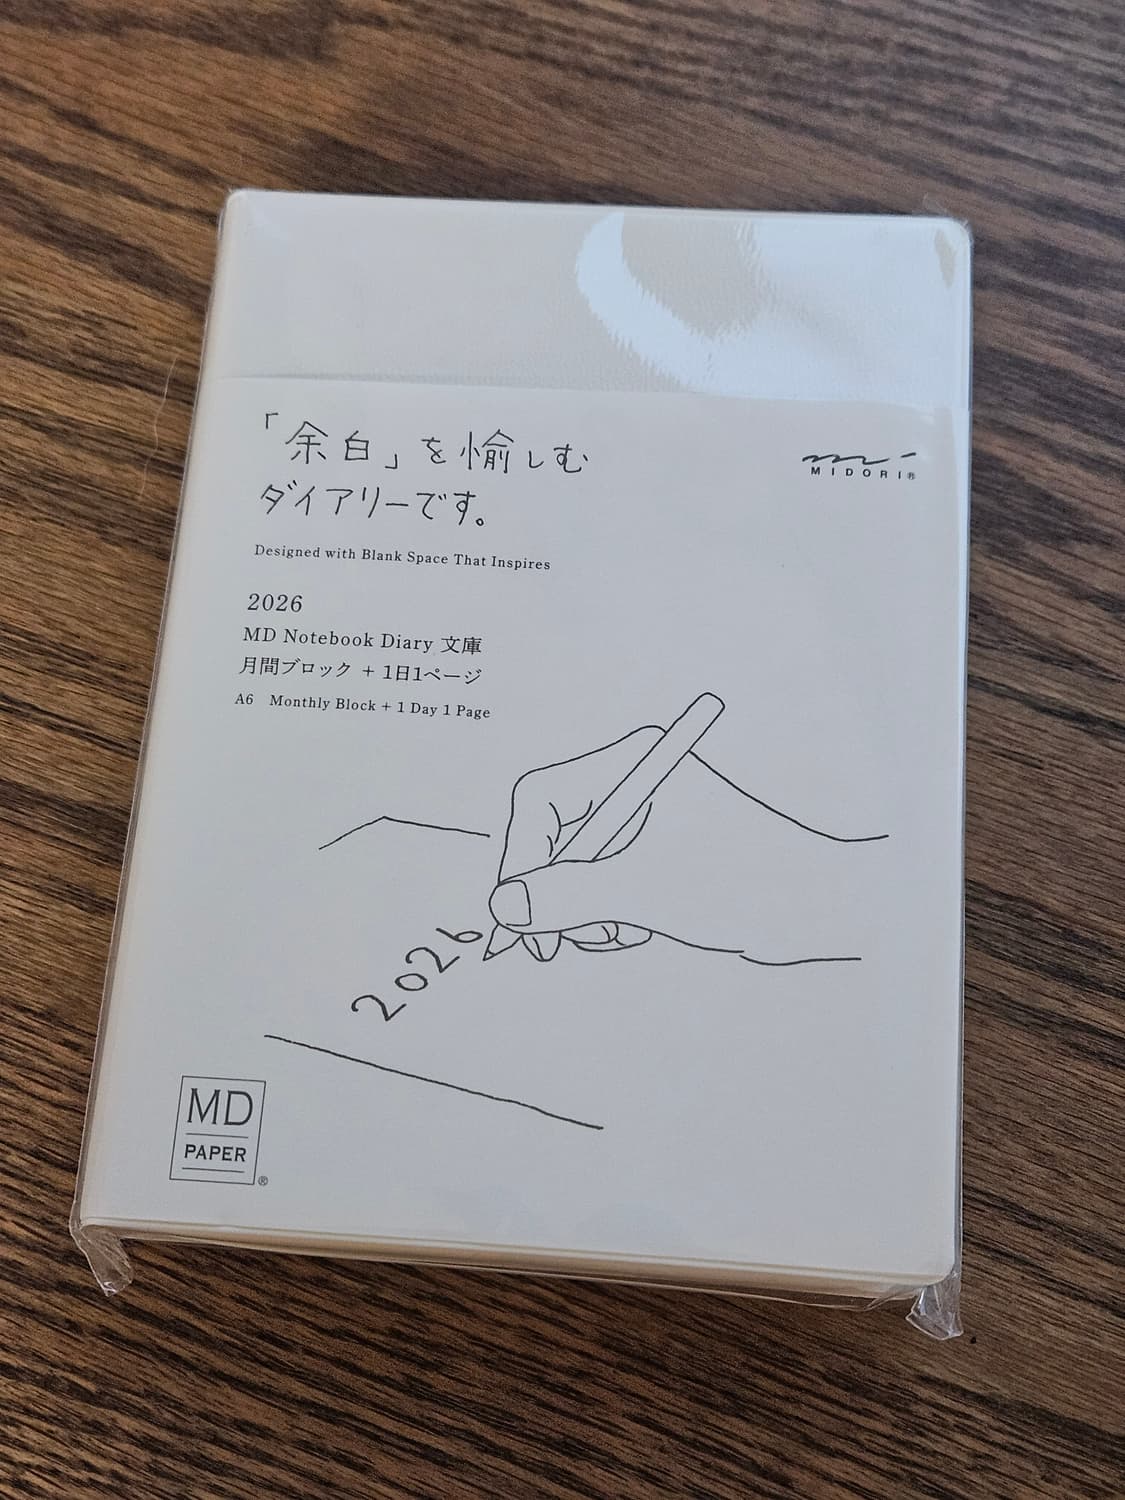 「余白」を愉しむ
ダイアリーです。
MIDORI®
Designed with Blank Space That Inspires
2026
MD Notebook Diary 文庫
月間ブロック + 1日1ページ
A6 Monthly Block + 1 Day 1 Page
2026
MD
PAPER®